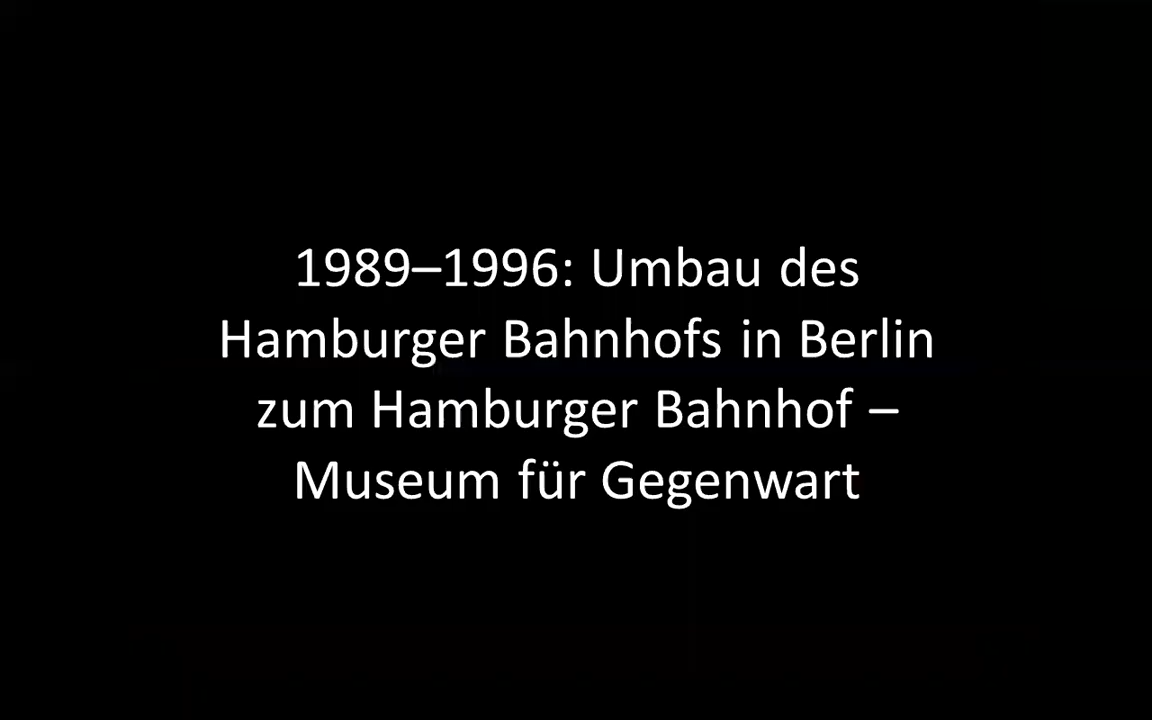 1989–1996: Umbau des
Hamburger Bahnhofs in Berlin
zum Hamburger Bahnhof –
Museum für Gegenwart